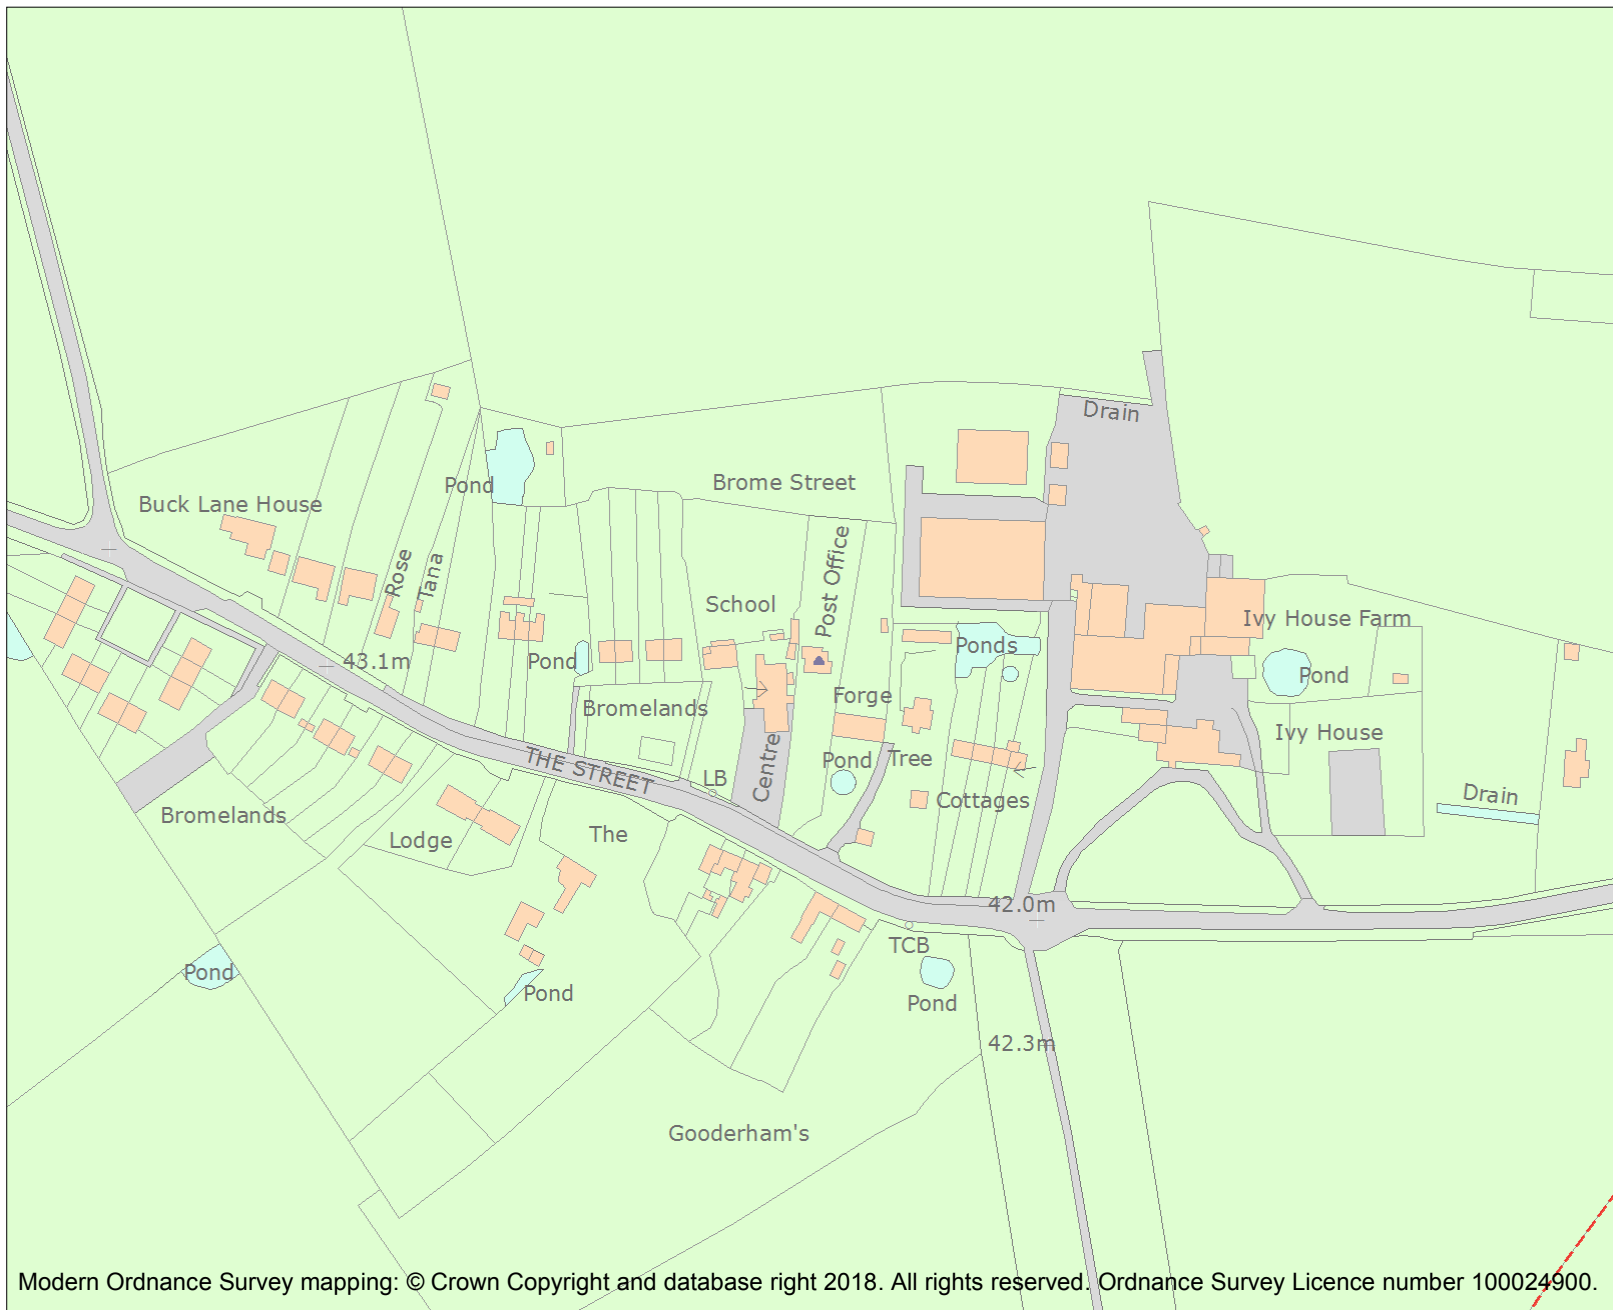 Drain
Brome Street
Pond
Buck Lane House
Rose
Tana
Post Office
School
Ivy House Farm
Ponds
43.1m
Pond
Pond
Forge
Bromelands
Ivy House
THE STREET
Centre
Pond
Tree
LB
Drain
Cottages
Bromelands
The
Lodge
42.0m
TCB
Pond
Pond
Pond
42.3m
Gooderham's
Modern Ordnance Survey mapping: © Crown Copyright and database right 2018. All rights reserved. Ordnance Survey Licence number 100024900.